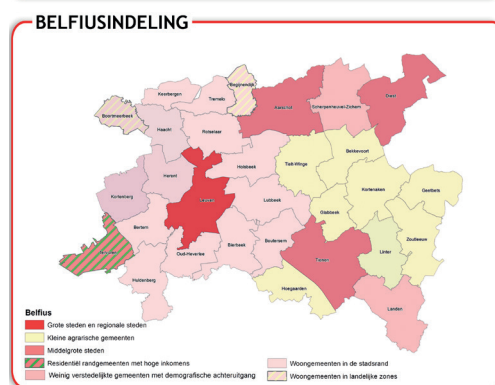 BELFIUSINDELING
Keerbergen
Tremelo
Begijnendijk
Boortmeerbeek
Haacht
Rotselaar
Aarschot
Scherpenheuvel-Zichem
Diest
Holsbeek
Tielt-Winge
Bekkevoort
Herent
Kortenberg
Leuven
Lubbeek
Kortenaken
Geetbets
Glabbeek
Bertem
Bierbeek
Boutersem
Linter
Zoutleeuw
Tervuren
Oud-Heverlee
Tienen
Huldenberg
Hoegaarden
Landen
Belfius
Grote steden en regionale steden
Kleine agrarische gemeenten
Middelgrote steden
Residentiël randgemeenten met hoge inkomens
Weinig verstedelijkte gemeenten met demografische achteruitgang
Woongemeenten in de stadsrand
Woongemeenten in landelijke zones